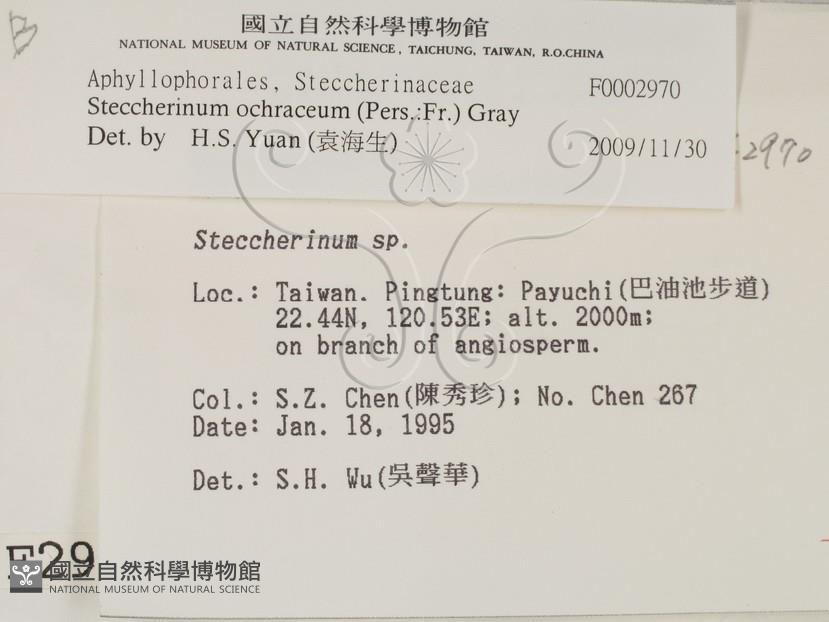 B
國立自然科學博物館
NATIONAL MUSEUM OF NATURAL SCIENCE, TAICHUNG, TAIWAN, R.O.CHINA
Aphyllophorales, Steccherinaceae F0002970
Steccherinum ochraceum (Pers.:Fr.) Gray
Det. by H.S. Yuan (袁海生) 2009/11/30
:2970
Steccherinum sp.
Loc.: Taiwan. Pingtung: Payuchi(巴油池步道)
22.44N, 120.53E; alt. 2000m;
on branch of angiosperm.
Col.: S.Z. Chen(陳秀珍); No. Chen 267
Date: Jan. 18, 1995
Det.: S.H. Wu(吳聲華)
F29
國立自然科學博物館
NATIONAL MUSEUM OF NATURAL SCIENCE